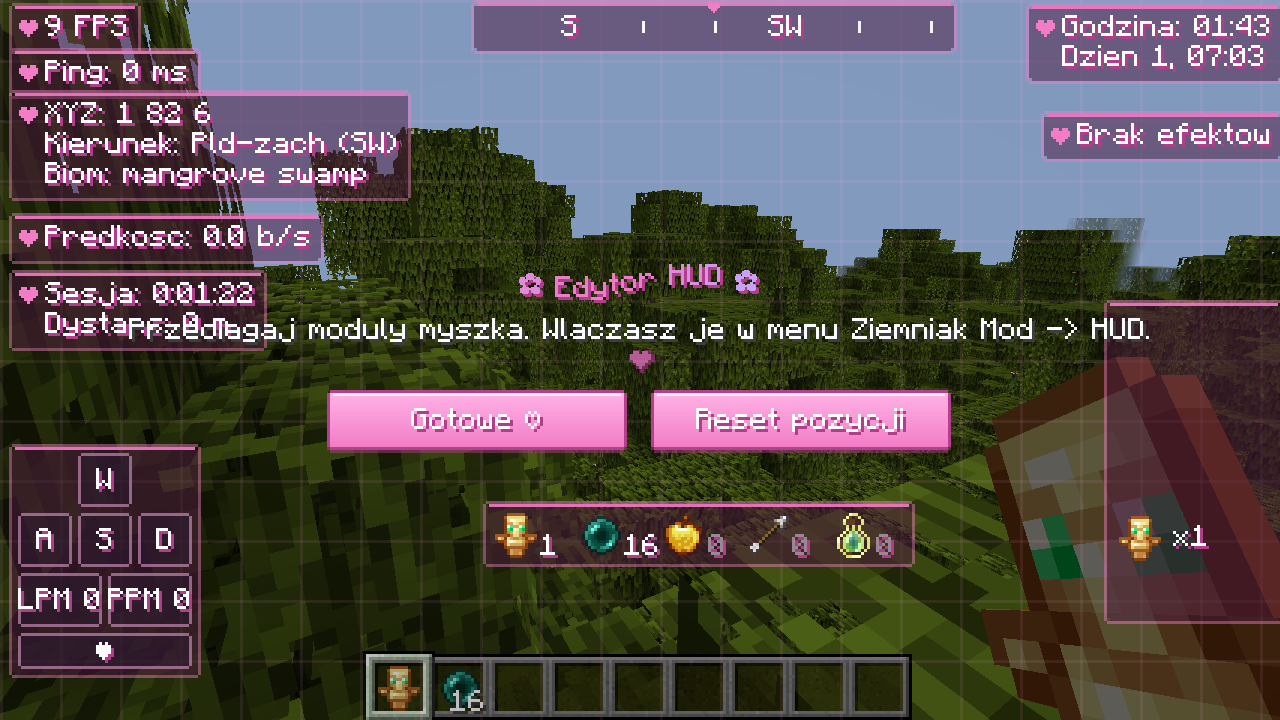 9 FPS
Ping: 0 ms
XYZ: 1 82 6
Kierunek: Pld-zach (SW)
Biom: mangrove swamp
Predkosc: 0.0 b/s
Sesja: 0:01:22
Dystans: 0 m
S SW
Godzina: 01:43
Dzien 1, 07:03
Brak efektow
Edytor HUD
Przeciagaj moduly myszka. Wlaczasz je w menu Ziemniak Mod -> HUD.
Gotowe ♡
Reset pozycji
W
A S D
LPM 0 PPM 0
1 16 0 0 0
x1
16